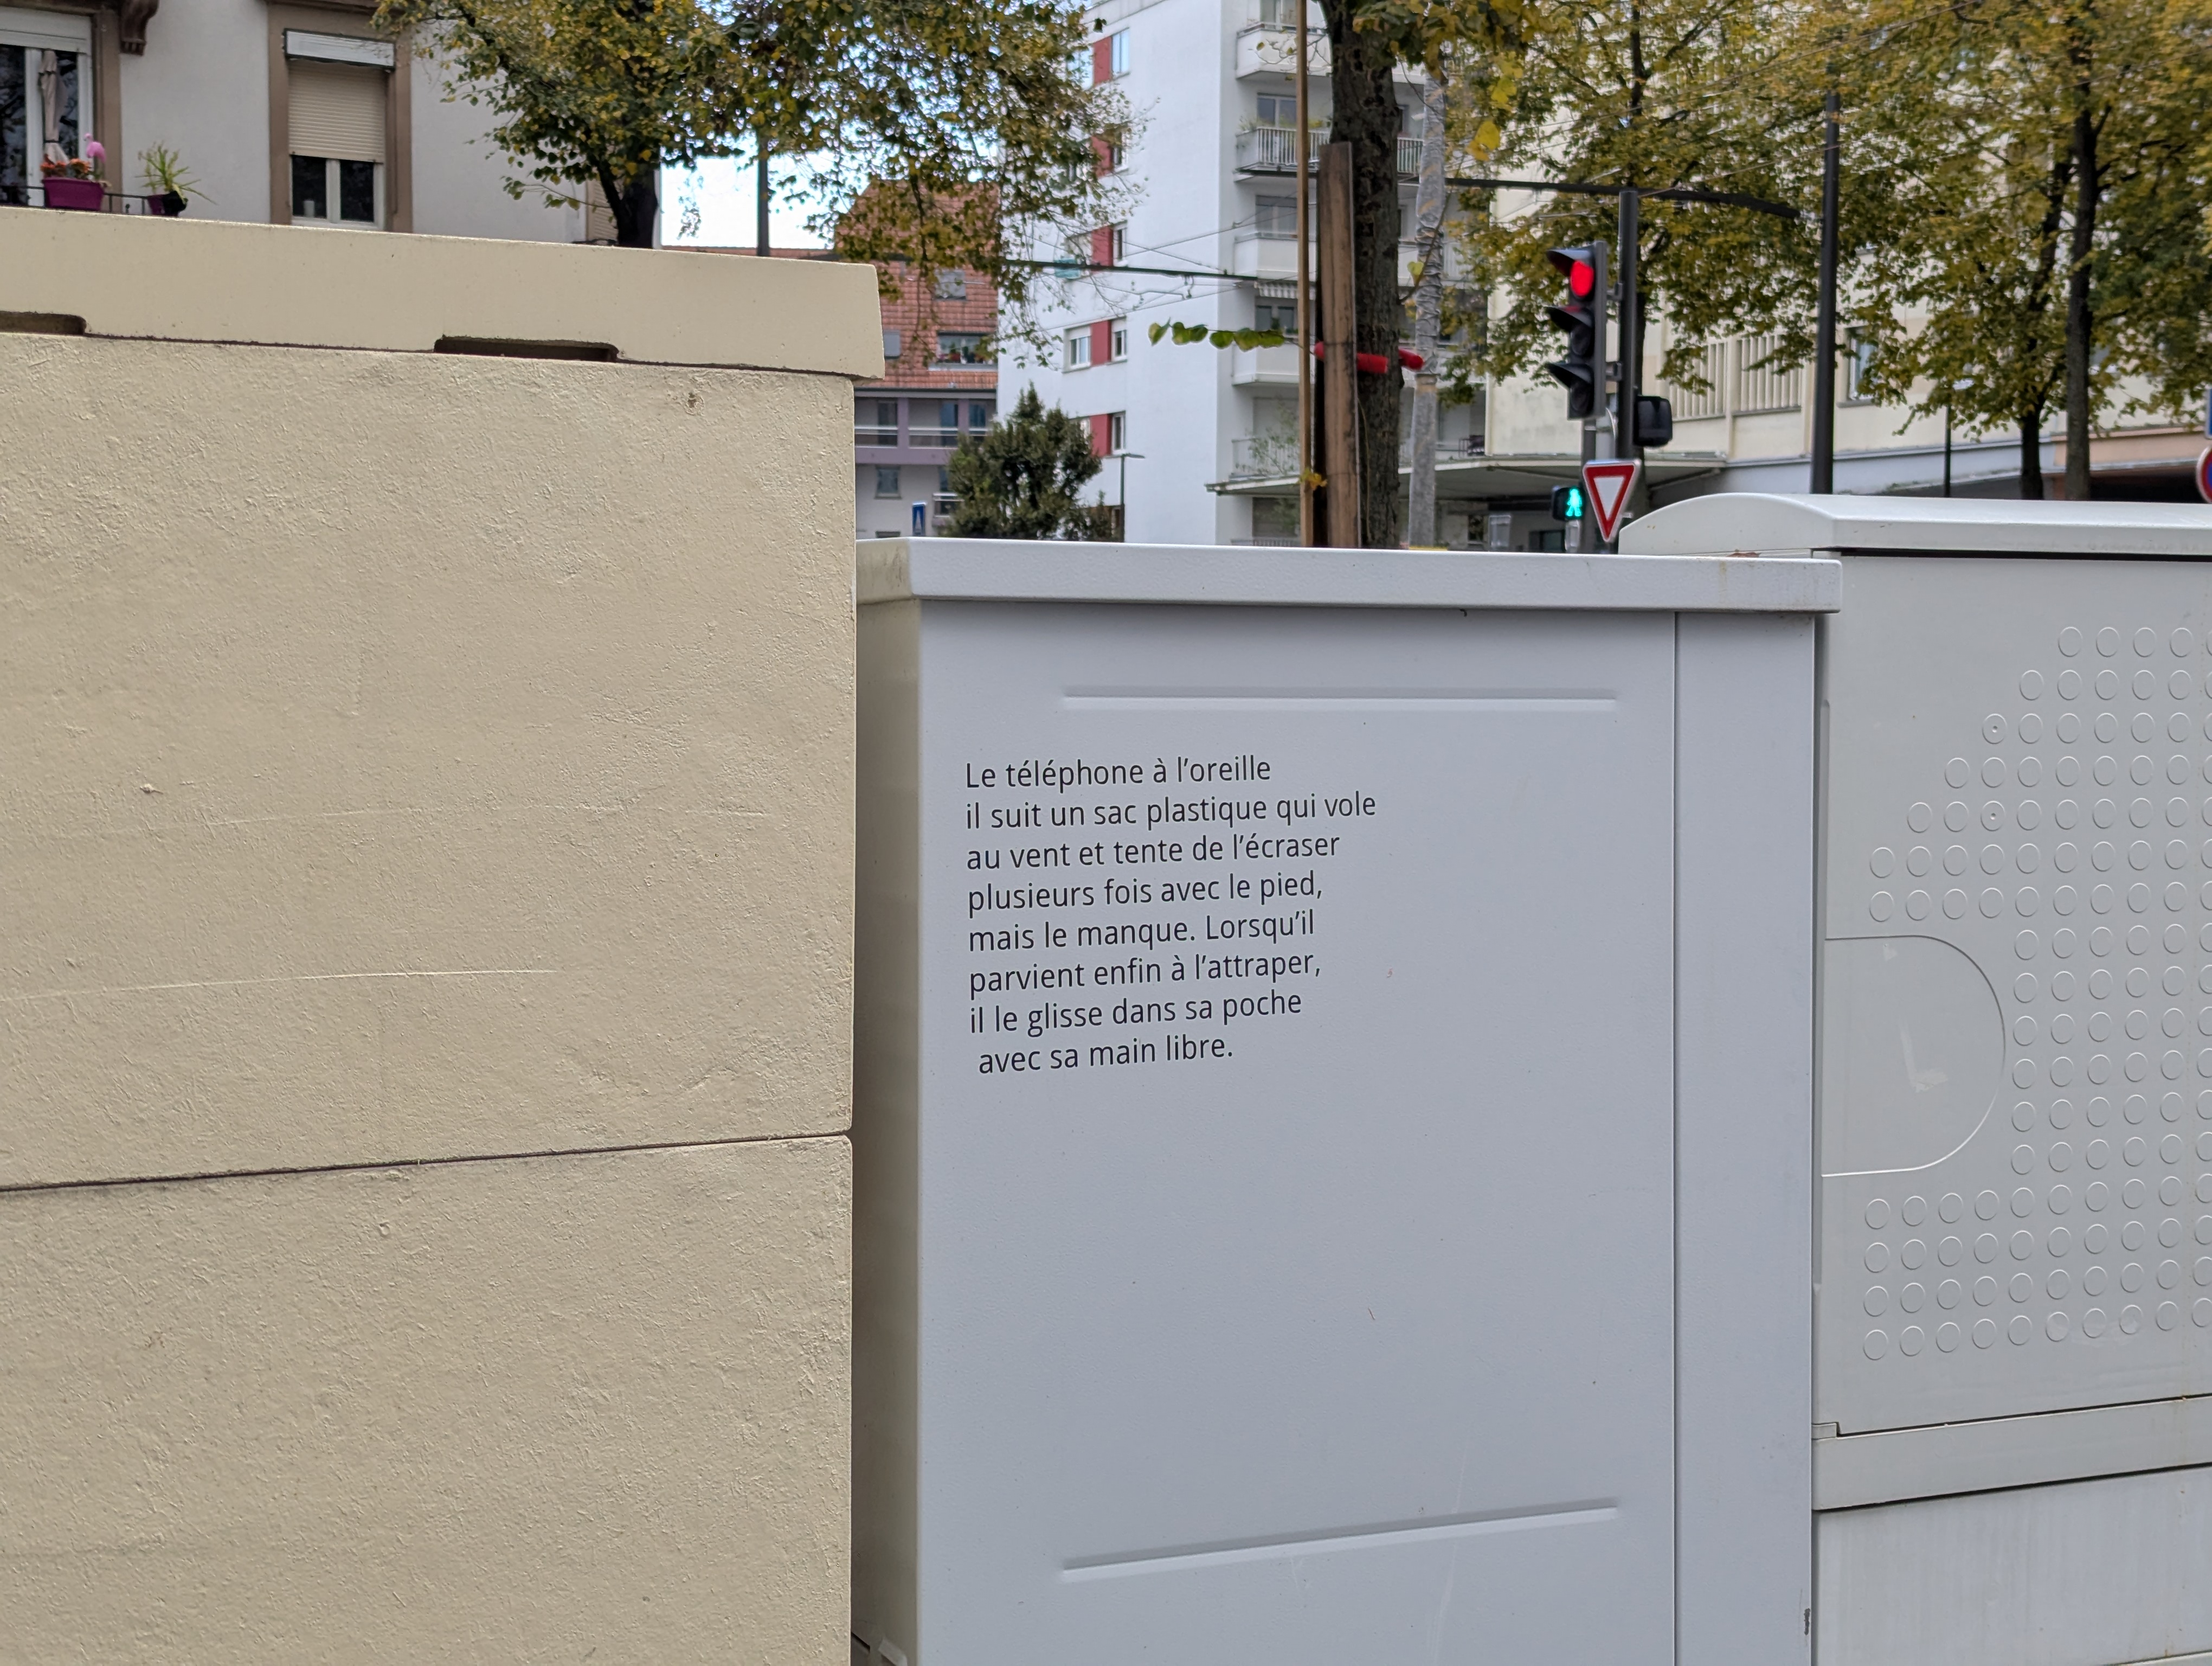 Le téléphone à l’oreille
il suit un sac plastique qui vole
au vent et tente de l’écraser
plusieurs fois avec le pied,
mais le manque. Lorsqu’il
parvient enfin à l’attraper,
il le glisse dans sa poche
avec sa main libre.